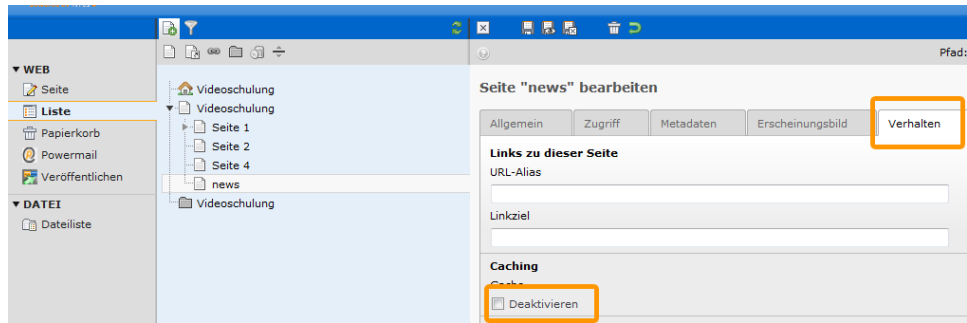 Pfad:
WEB
Seite
Liste
Papierkorb
Powermail
Veröffentlichen
DATEI
Dateiliste
Videoschulung
Videoschulung
Seite 1
Seite 2
Seite 4
news
Videoschulung
Seite "news" bearbeiten
Allgemein Zugriff Metadaten Erscheinungsbild Verhalten
Links zu dieser Seite
URL-Alias
Linkziel
Caching
Cache
Deaktivieren